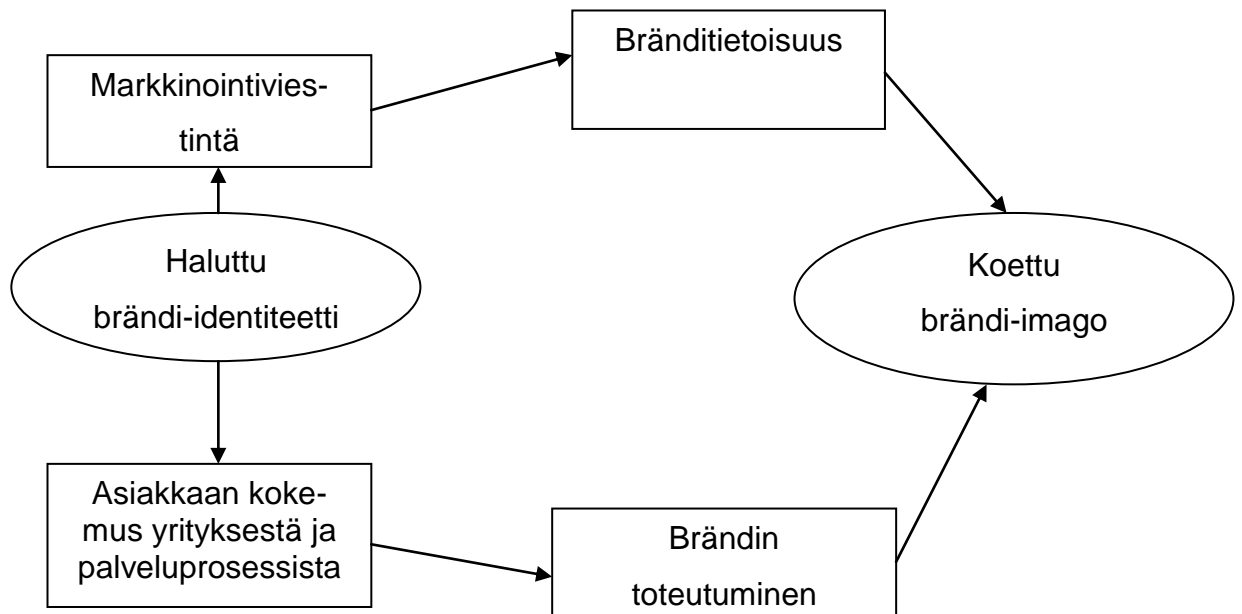 Bränditietoisuus
Markkinointivies-
tintä
Haluttu
brändi-identiteetti
Koettu
brändi-imago
Asiakkaan koke-
mus yrityksestä ja
palveluprosessista
Brändin
toteutuminen